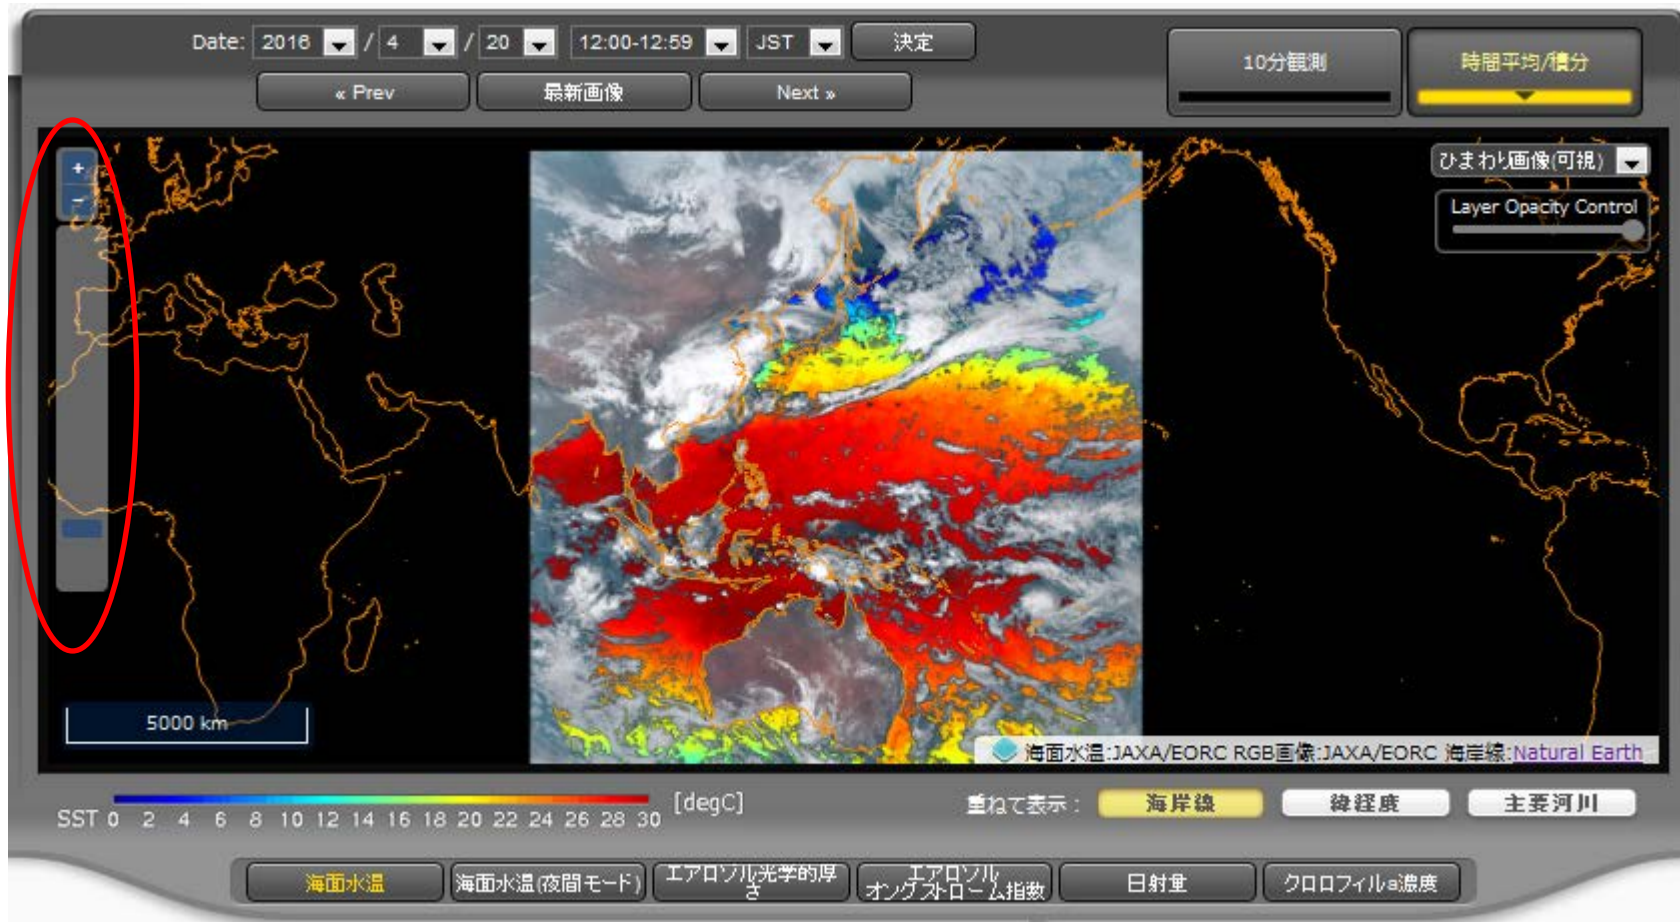 Date: 2016 / 4 / 20 12:00-12:59 JST 決定
« Prev 最新画像 Next »
10分観測 時間平均/積分
+
-
ひまわり画像(可視)
Layer Opacity Control
5000 km
海面水温:JAXA/EORC RGB画像:JAXA/EORC 海岸線:Natural Earth
SST 0 2 4 6 8 10 12 14 16 18 20 22 24 26 28 30 [degC]
重ねて表示 : 海岸線 緯経度 主要河川
海面水温 海面水温(夜間モード) エアロゾル光学的厚
さ
エアロゾル
オングストローム指数
日射量 クロロフィルa濃度